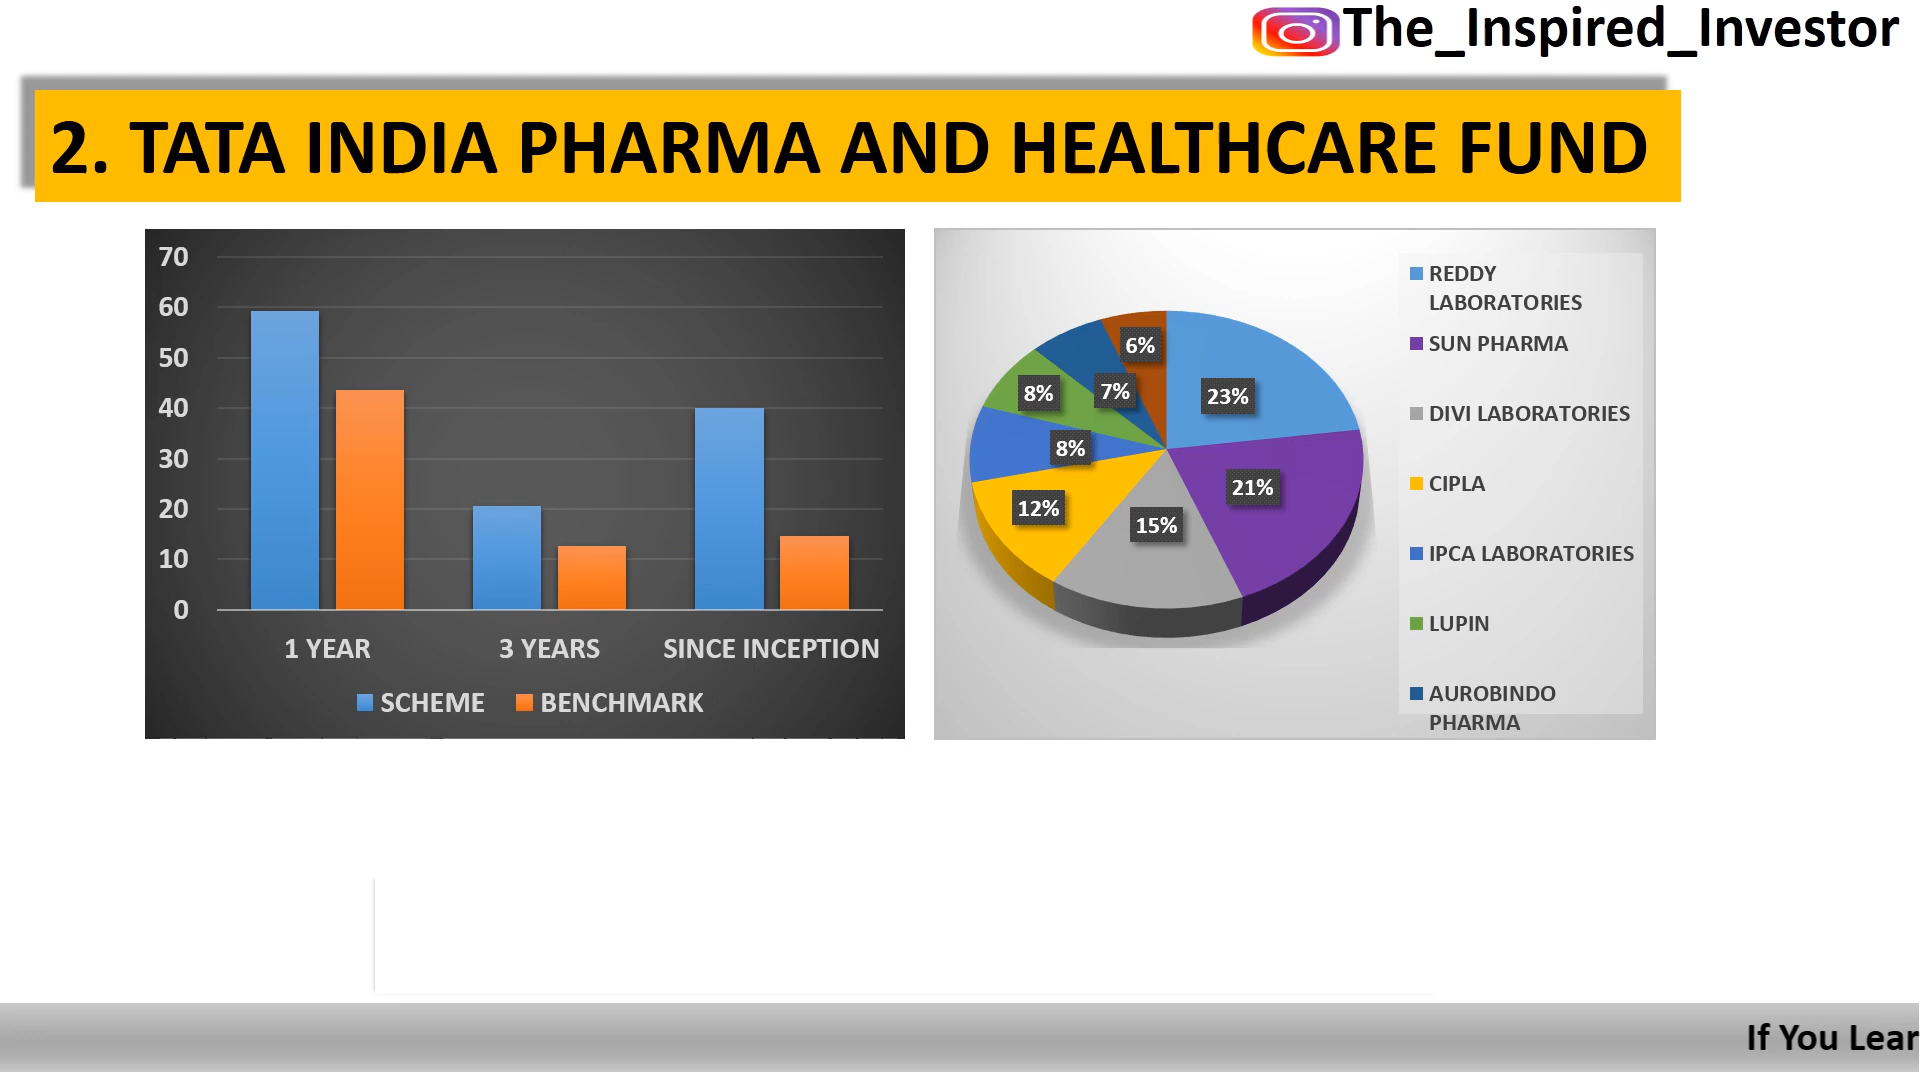 The_Inspired_Investor
2. TATA INDIA PHARMA AND HEALTHCARE FUND
70
60
50
40
30
20
10
0
1 YEAR 3 YEARS SINCE INCEPTION
SCHEME BENCHMARK
6%
23%
8%
7%
8%
21%
12%
15%
REDDY
LABORATORIES
SUN PHARMA
DIVI LABORATORIES
CIPLA
IPCA LABORATORIES
LUPIN
AUROBINDO
PHARMA
If You Lear